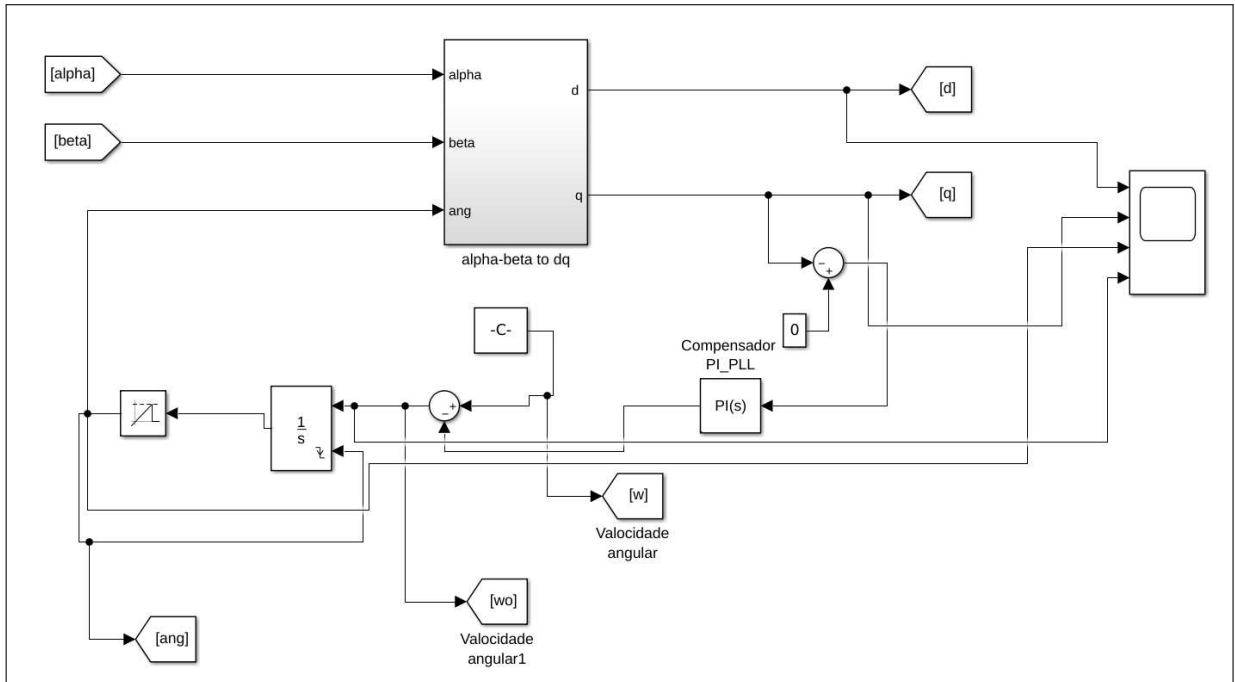 [alpha]
[beta]
alpha
beta
ang
d
q
alpha-beta to dq
[d]
[q]
−
+
0
-C-
Compensador
PI_PLL
PI(s)
+
−
1
s
[w]
Valocidade
angular
[wo]
Valocidade
angular1
[ang]